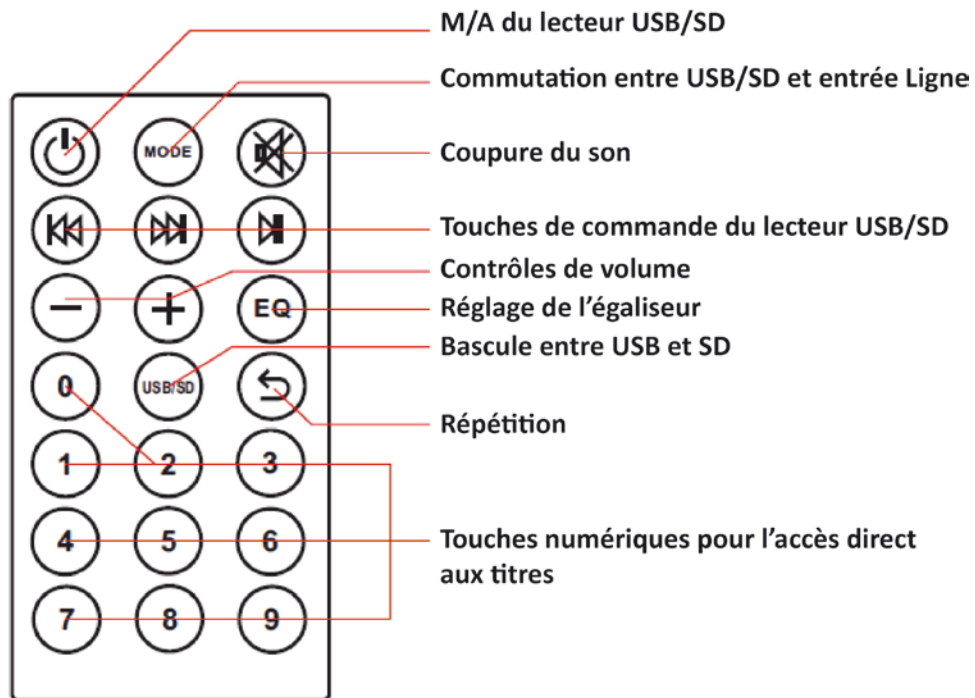 M/A du lecteur USB/SD
Commutation entre USB/SD et entrée Ligne
MODE
Coupure du son
Touches de commande du lecteur USB/SD
Contrôles de volume
EQ
Réglage de l'égaliseur
Bascule entre USB et SD
0 USB/SD
Répétition
1 2 3
4 5 6
Touches numériques pour l'accès direct
aux titres
7 8 9